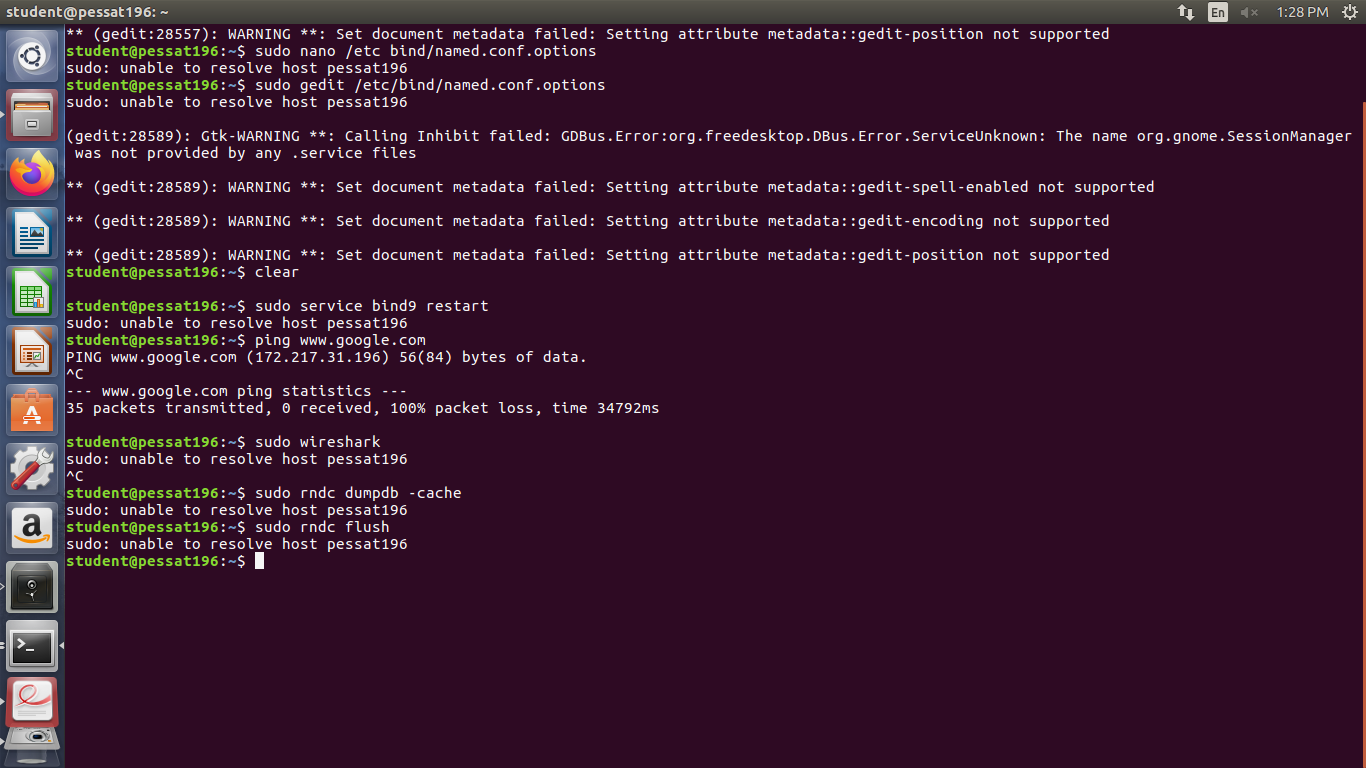 student@pessat196: ~
En
1:28 PM
** (gedit:28557): WARNING **: Set document metadata failed: Setting attribute metadata::gedit-position not supported
student@pessat196:~$ sudo nano /etc bind/named.conf.options
sudo: unable to resolve host pessat196
student@pessat196:~$ sudo gedit /etc/bind/named.conf.options
sudo: unable to resolve host pessat196
(gedit:28589): Gtk-WARNING **: Calling Inhibit failed: GDBus.Error:org.freedesktop.DBus.Error.ServiceUnknown: The name org.gnome.SessionManager
was not provided by any .service files
** (gedit:28589): WARNING **: Set document metadata failed: Setting attribute metadata::gedit-spell-enabled not supported
** (gedit:28589): WARNING **: Set document metadata failed: Setting attribute metadata::gedit-encoding not supported
** (gedit:28589): WARNING **: Set document metadata failed: Setting attribute metadata::gedit-position not supported
student@pessat196:~$ clear
student@pessat196:~$ sudo service bind9 restart
sudo: unable to resolve host pessat196
student@pessat196:~$ ping www.google.com
PING www.google.com (172.217.31.196) 56(84) bytes of data.
^C
--- www.google.com ping statistics ---
35 packets transmitted, 0 received, 100% packet loss, time 34792ms
student@pessat196:~$ sudo wireshark
sudo: unable to resolve host pessat196
^C
student@pessat196:~$ sudo rndc dumpdb -cache
sudo: unable to resolve host pessat196
student@pessat196:~$ sudo rndc flush
sudo: unable to resolve host pessat196
student@pessat196:~$